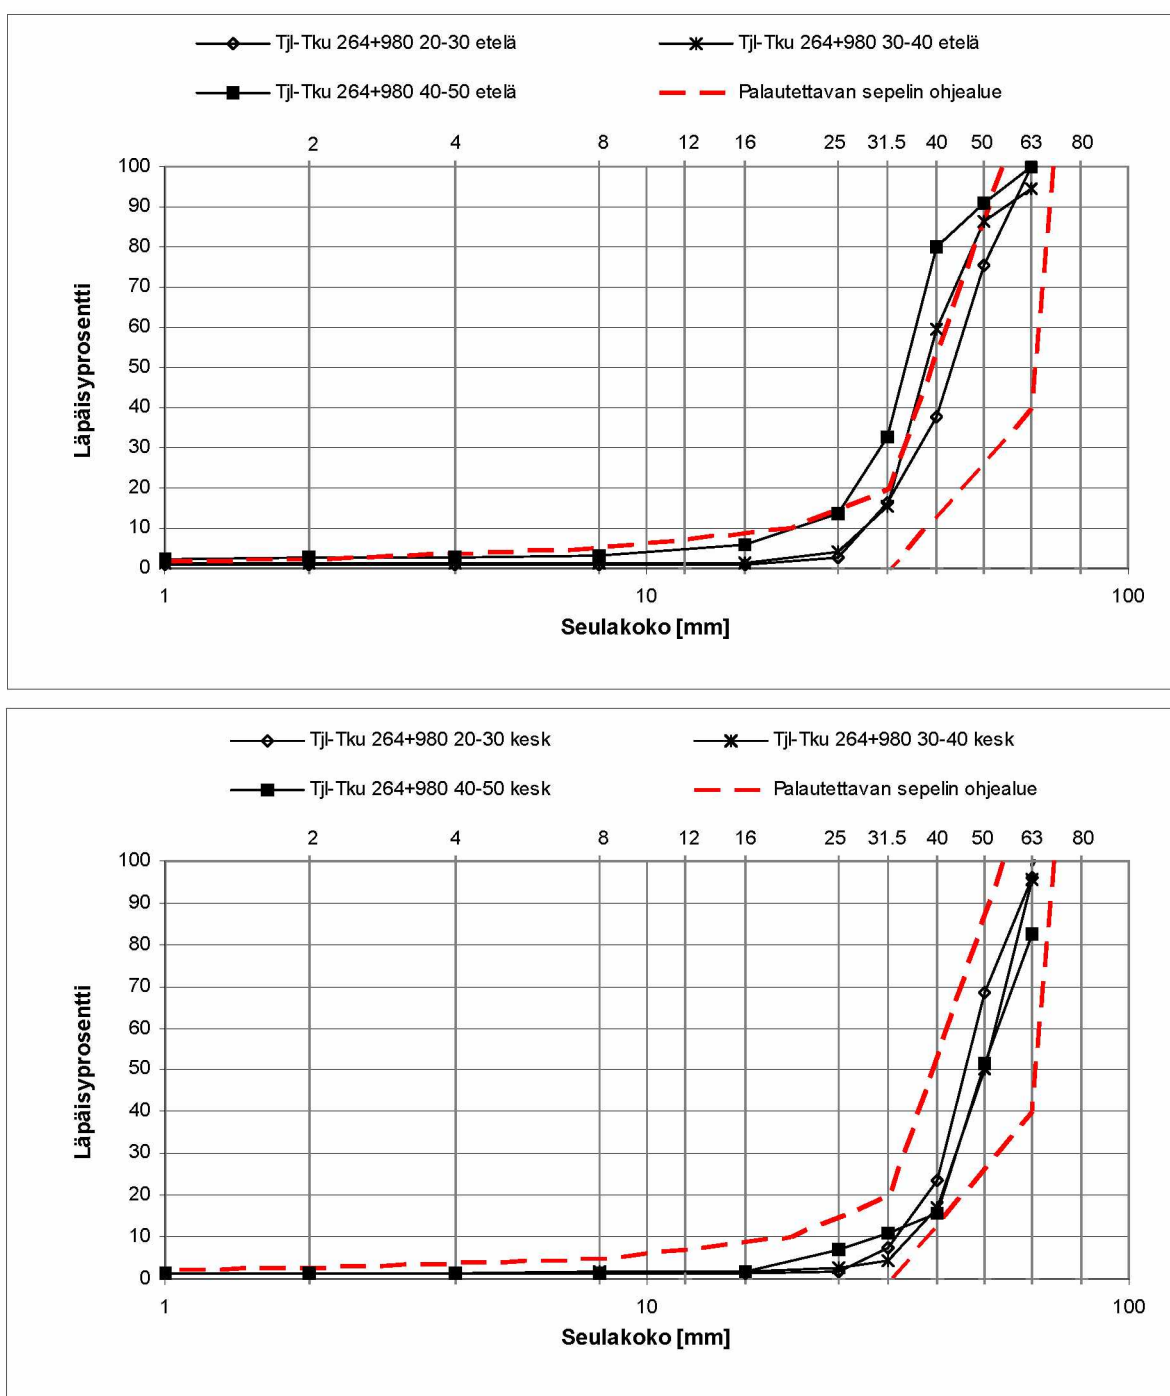 Tjl-Tku 264+980 20-30 etelä
Tjl-Tku 264+980 30-40 etelä
Tjl-Tku 264+980 40-50 etelä
Palautettavan sepelin ohjealue
2 4 8 12 16 25 31.5 40 50 63 80
100
90
80
70
60
50
40
30
20
10
0
Läpäisyprosentti
1 10 100
Seulakoko [mm]
Tjl-Tku 264+980 20-30 kesk
Tjl-Tku 264+980 30-40 kesk
Tjl-Tku 264+980 40-50 kesk
Palautettavan sepelin ohjealue
2 4 8 12 16 25 31.5 40 50 63 80
100
90
80
70
60
50
40
30
20
10
0
Läpäisyprosentti
1 10 100
Seulakoko [mm]